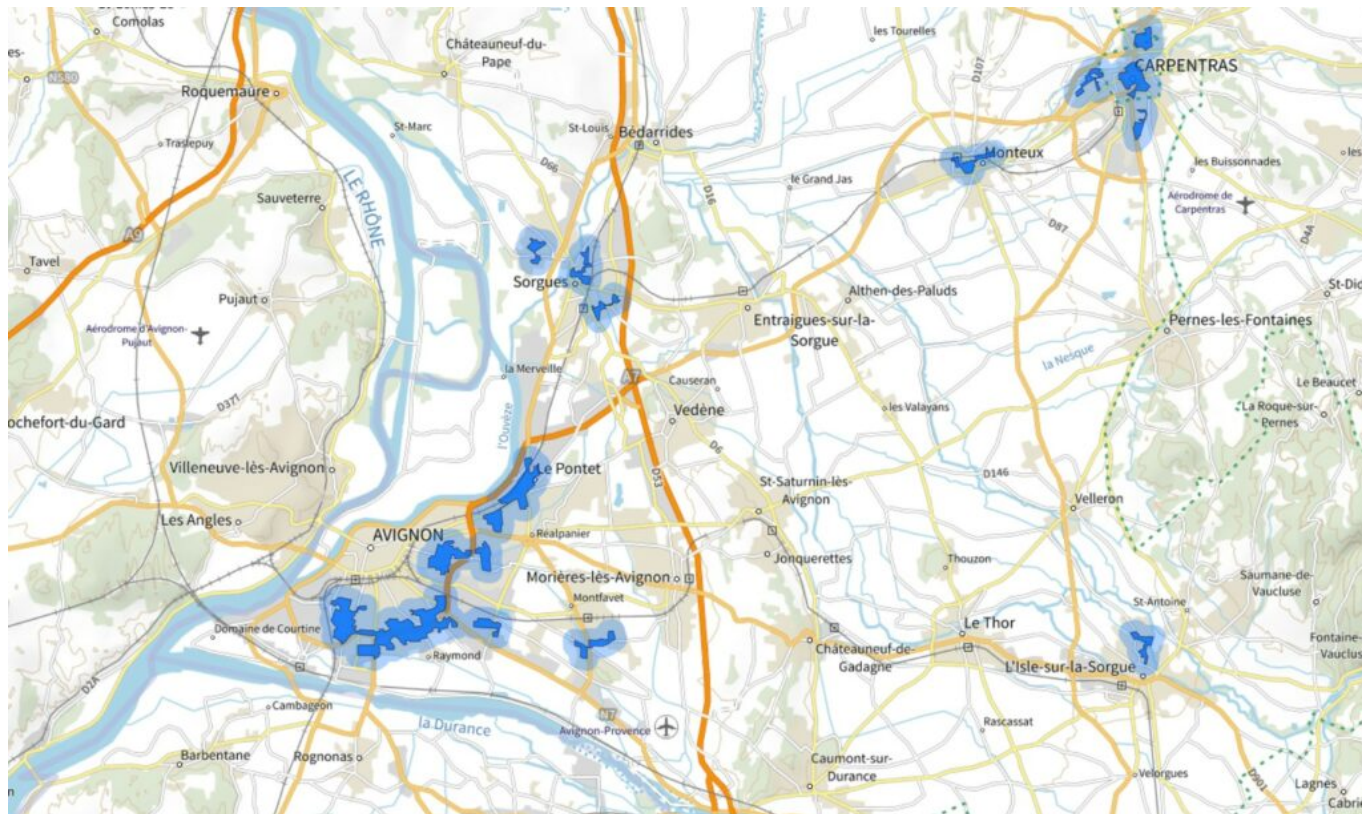 Comolas
Châteauneuf-du-
Pape
les Tourelles
D107
CARPENTRAS
N580
Roquemaure
St-Marc
St-Louis
Bédarrides
Traslepuy
D66
Monteux
les Buissonnades
les
le Grand Jas
D16
Aérodrome de
Carpentras
LE RHÔNE
Sauveterre
D87
D4A
A9
Tavel
Sorgues
Pujaut
Althen-des-Paluds
St-Did
Entraigues-sur-la-
Sorgue
Pernes-les-Fontaines
Aérodrome d'Avignon-
Pujaut
la Nesque
la Merveille
A7
Causeran
Le Beaucet
D371
l'Ouvèze
Vedène
les Valayans
La Roque-sur-
Pernes
ochefort-du-Gard
D6
Villeneuve-lès-Avignon
Le Pontet
D53
D146
St-Saturnin-lès-
Avignon
Velleron
Les Angles
AVIGNON
Réalpanier
Jonquerettes
Thouzon
Morières-lès-Avignon
Saumane-de-
Vaucluse
Montfavet
St-Antoine
Domaine de Courtine
Le Thor
Raymond
Châteauneuf-de-
Gadagne
L'Isle-sur-la-Sorgue
Fontaine-
Vauclus
D2A
Cambageon
la Durance
N7
Avignon-Provence
Rascassat
Barbentane
Rognonas
Caumont-sur-
Durance
Velorgues
D901
Lagnes
Cabri